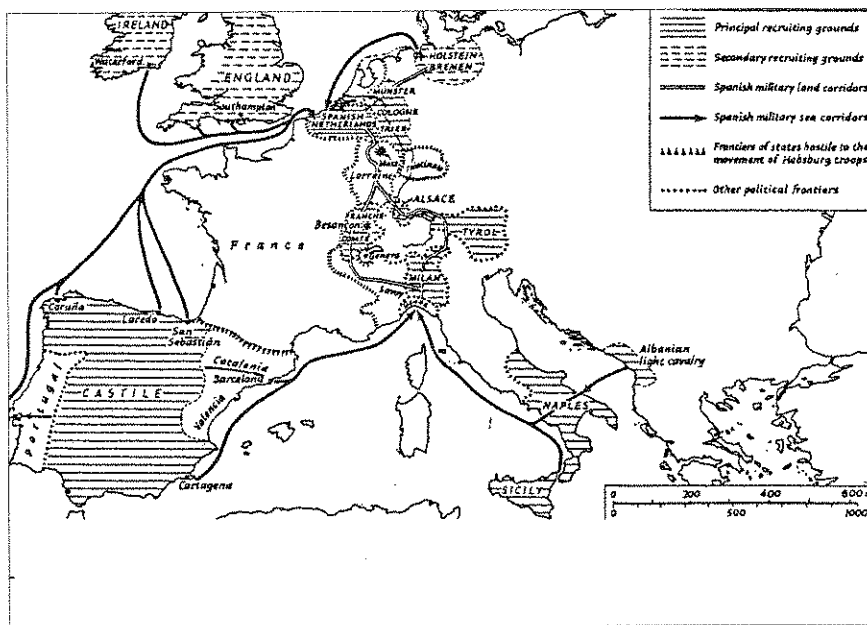 IRELAND
Waterford
ENGLAND
Southampton
HOLSTEIN
BREMEN
MUNSTER
SPANISH
NETHERLANDS
COLOGNE
TRIER
Metz
Lorraine
ALSACE
FRANCHE-
COMTÉ
Besançon
TYROL
Geneva
MILAN
Savoy
France
Coruña
Laredo
San
Sebastián
Catalonia
Barcelona
CASTILE
Portugal
Valencia
Cartagena
Albanian
light cavalry
NAPLES
SICILY
Principal recruiting grounds
Secondary recruiting grounds
Spanish military land corridors
Spanish military sea corridors
Frontiers of states hostile to the
movement of Habsburg troops
Other political frontiers
0 200 400 600
0 500 1000